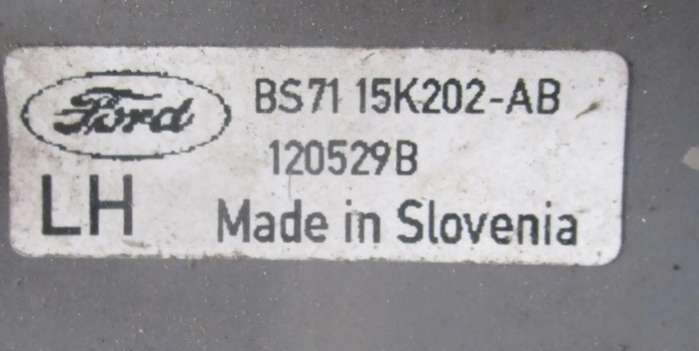 Ford
BS71 15K202-AB
120529B
LH
Made in Slovenia